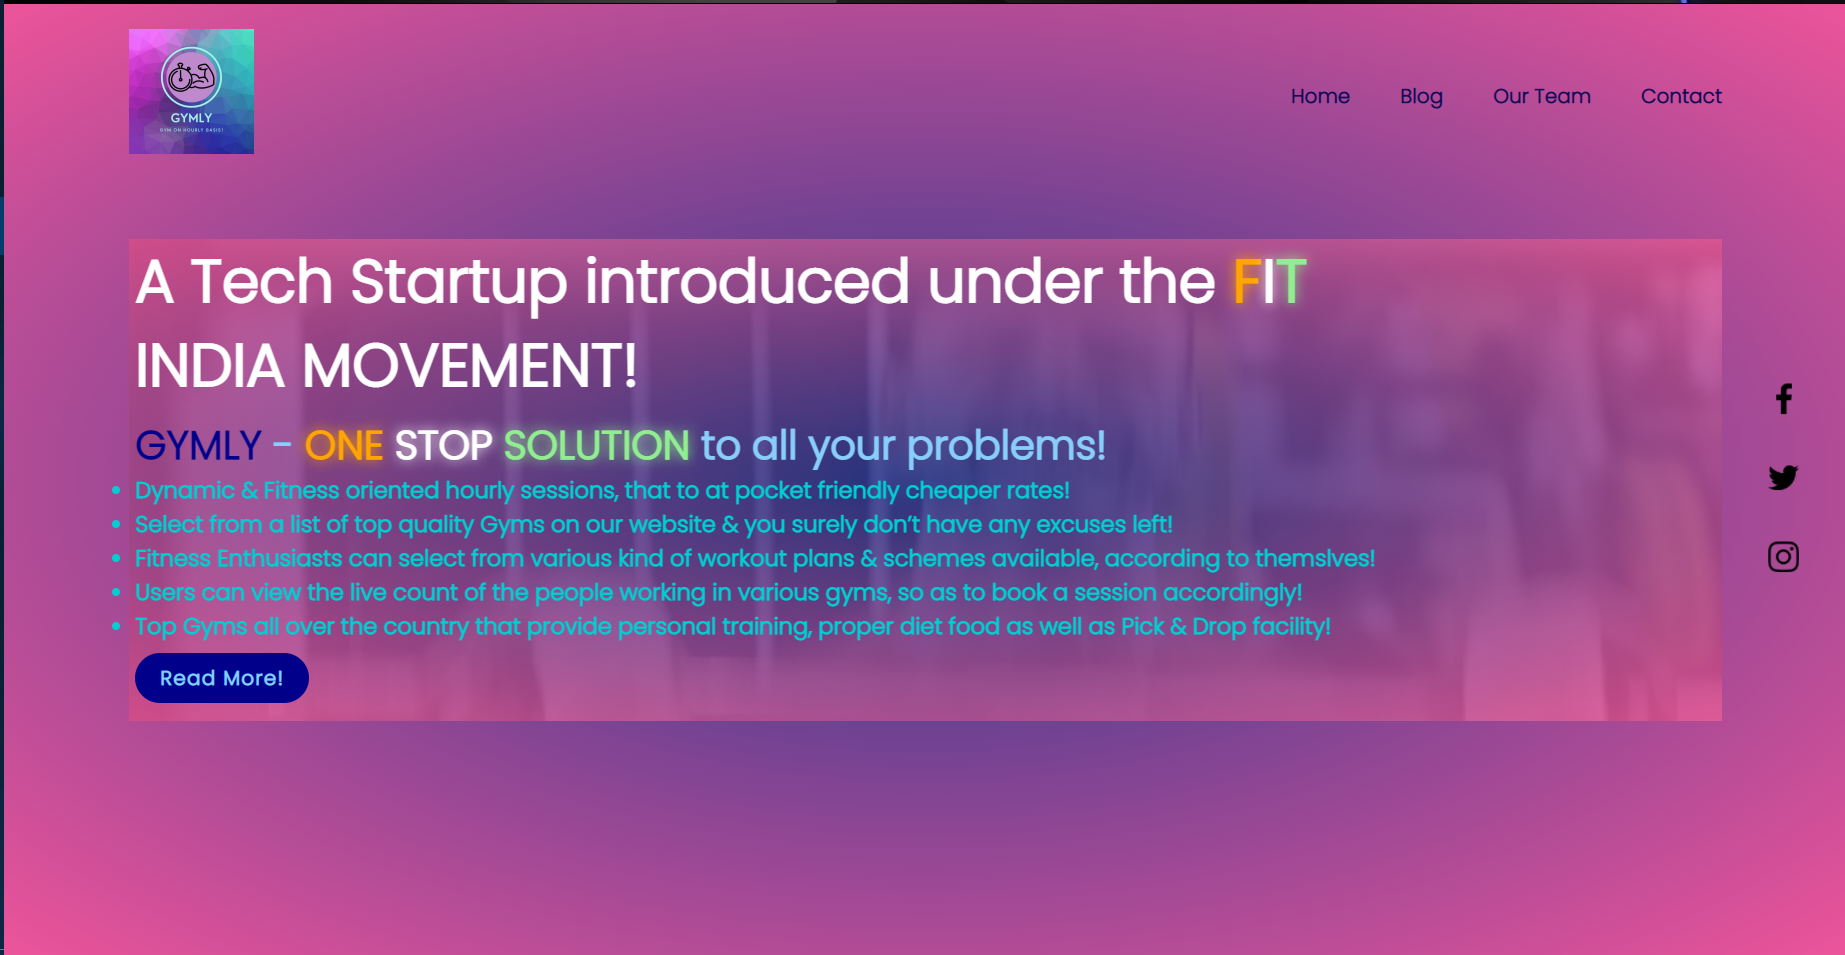 GYMLY
GYM ON HOURLY BASIS!
Home Blog Our Team Contact
A Tech Startup introduced under the FIT
INDIA MOVEMENT!
GYMLY - ONE STOP SOLUTION to all your problems!
Dynamic & Fitness oriented hourly sessions, that to at pocket friendly cheaper rates!
Select from a list of top quality Gyms on our website & you surely don’t have any excuses left!
Fitness Enthusiasts can select from various kind of workout plans & schemes available, according to themslves!
Users can view the live count of the people working in various gyms, so as to book a session accordingly!
Top Gyms all over the country that provide personal training, proper diet food as well as Pick & Drop facility!
Read More!